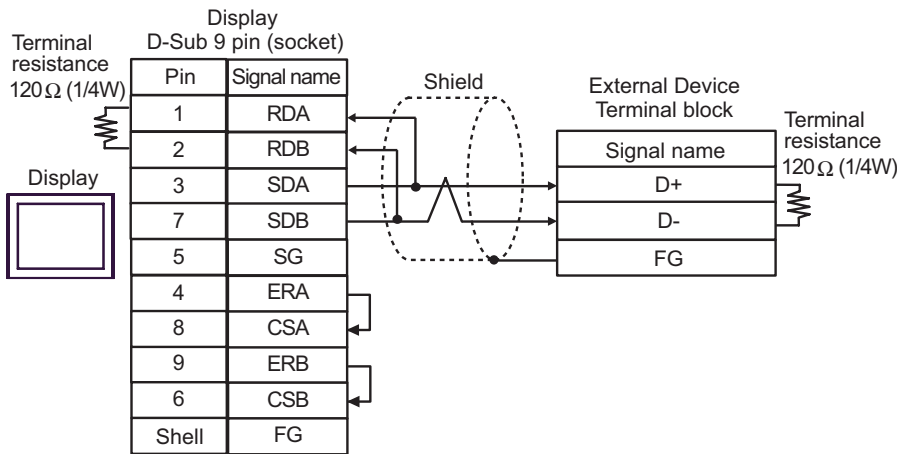 Display
D-Sub 9 pin (socket)
Terminal
resistance
120Ω (1/4W)
Pin Signal name
1 RDA
2 RDB
3 SDA
7 SDB
5 SG
4 ERA
8 CSA
9 ERB
6 CSB
Shell FG
Display
Shield
External Device
Terminal block
Signal name
D+
D-
FG
Terminal
resistance
120Ω (1/4W)